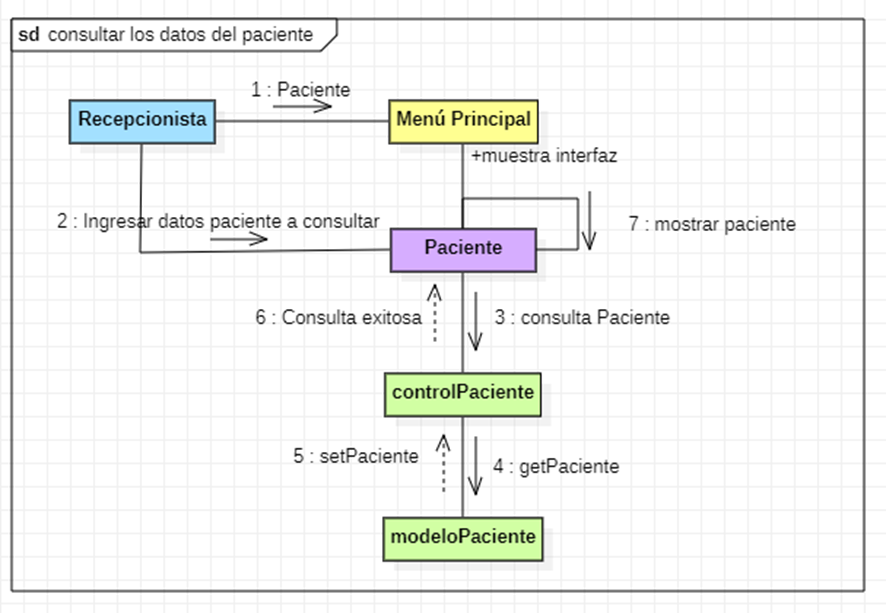 sd consultar los datos del paciente
1 : Paciente
Recepcionista
Menú Principal
+muestra interfaz
2 : Ingresar datos paciente a consultar
7 : mostrar paciente
Paciente
6 : Consulta exitosa
3 : consulta Paciente
controlPaciente
5 : setPaciente
4 : getPaciente
modeloPaciente